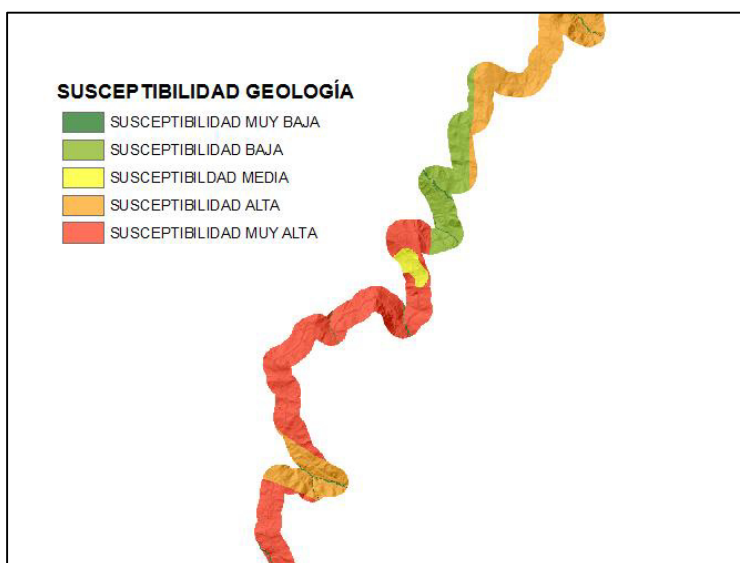 SUSCEPTIBILIDAD GEOLOGÍA
SUSCEPTIBILIDAD MUY BAJA
SUSCEPTIBILIDAD BAJA
SUSCEPTIBILDAD MEDIA
SUSCEPTIBILIDAD ALTA
SUSCEPTIBILIDAD MUY ALTA